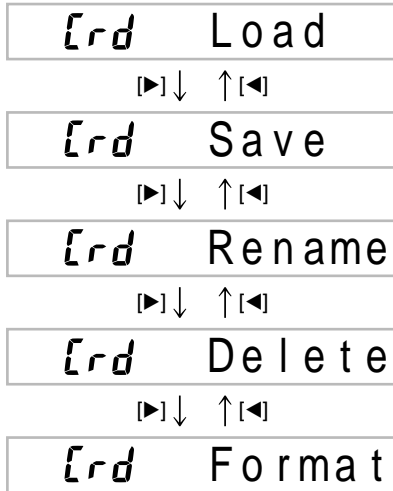 Crd Load
[►]↓ ↑[◄]
Crd Save
[►]↓ ↑[◄]
Crd Rename
[►]↓ ↑[◄]
Crd Delete
[►]↓ ↑[◄]
Crd Format